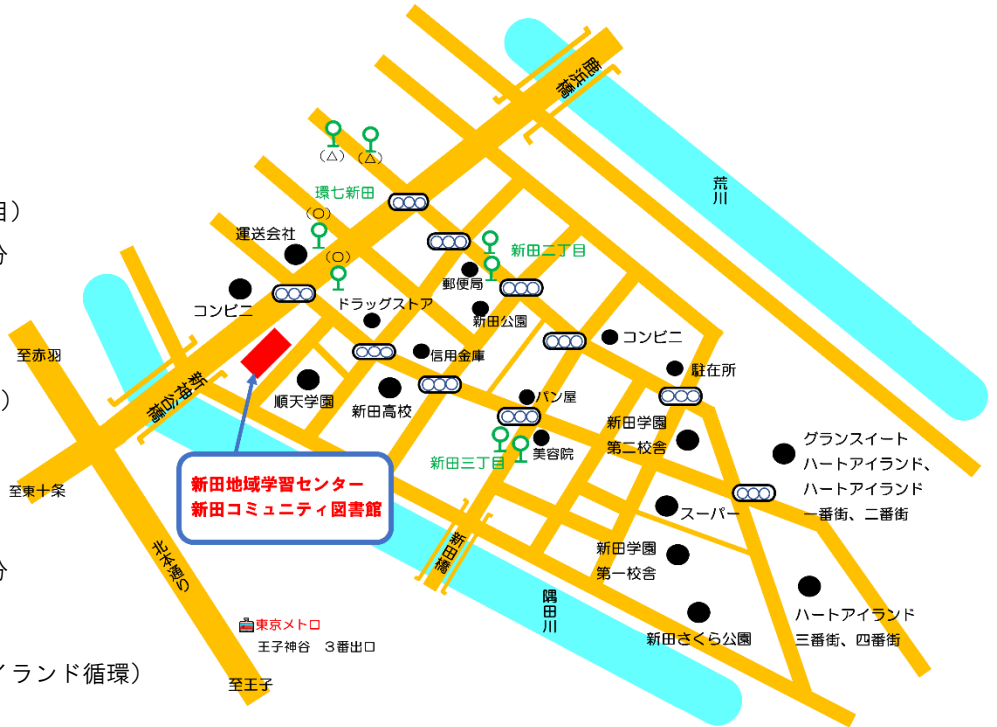 鹿浜橋
荒川
(△) (△)
環七新田
目）
分
(○)
運送会社
(○)
新田二丁目
郵便局
コンビニ
ドラッグストア
新田公園
至赤羽
信用金庫
コンビニ
駐在所
）
新神谷橋
順天学園
新田高校
パン屋
新田学園
第二校舎
グランスイート
ハートアイランド、
ハートアイランド
一番街、二番街
美容院
新田三丁目
至東十条
新田地域学習センター
新田コミュニティ図書館
スーパー
北本通り
新田橋
新田学園
第一校舎
分
隅田川
東京メトロ
王子神谷　3番出口
新田さくら公園
ハートアイランド
三番街、四番街
イランド循環）
至王子